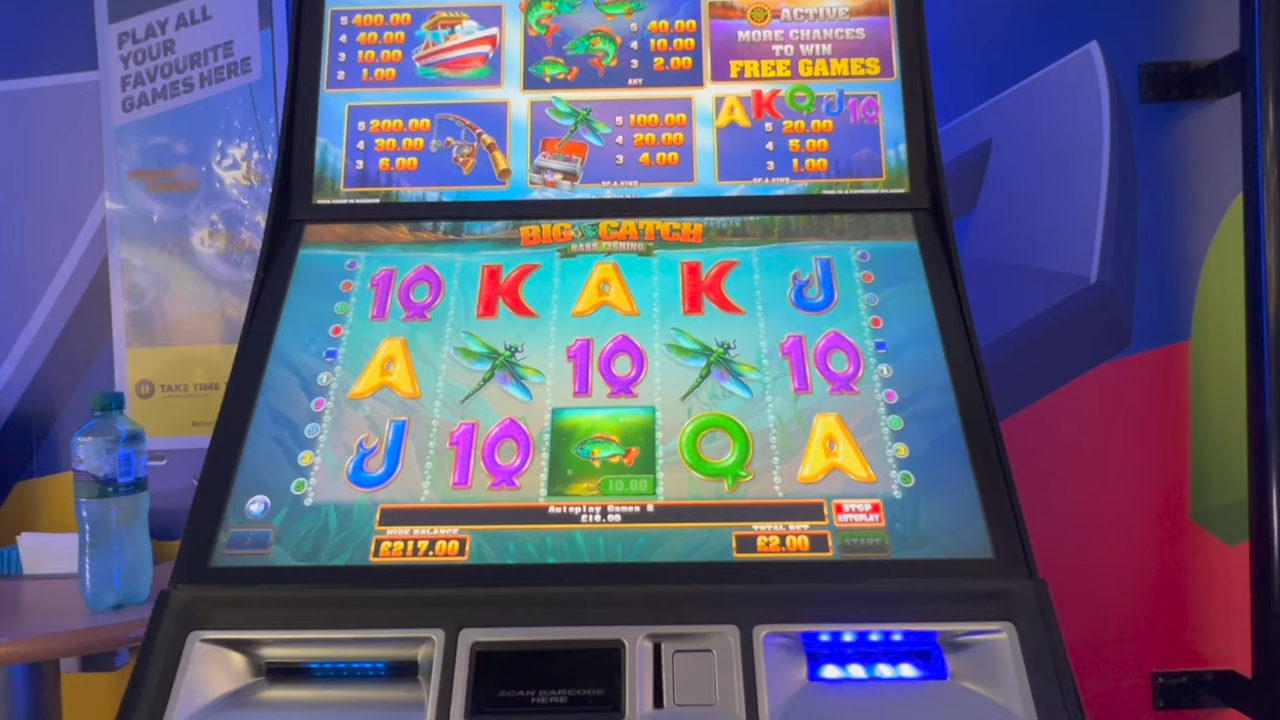 PLAY ALL
YOUR
FAVOURITE
GAMES HERE
TAKE TIME
5 400.00
4 40.00
3 10.00
2 1.00
5 40.00
4 10.00
3 2.00
ANY
ACTIVE
MORE CHANCES
TO WIN
FREE GAMES
5 200.00
4 30.00
3 6.00
5 100.00
4 20.00
3 4.00
OF-A-KIND
A K Q J 10
5 20.00
4 5.00
3 1.00
OF-A-KIND
BIG CATCH
BASS FISHING
10 K A K J
A 10 10
J 10 Q A
10.00
Autoplay Games 8
£10.00
STOP
AUTOPLAY
HIDE BALANCE
£217.00
TOTAL BET
£2.00
START
SCAN BARCODE
HERE